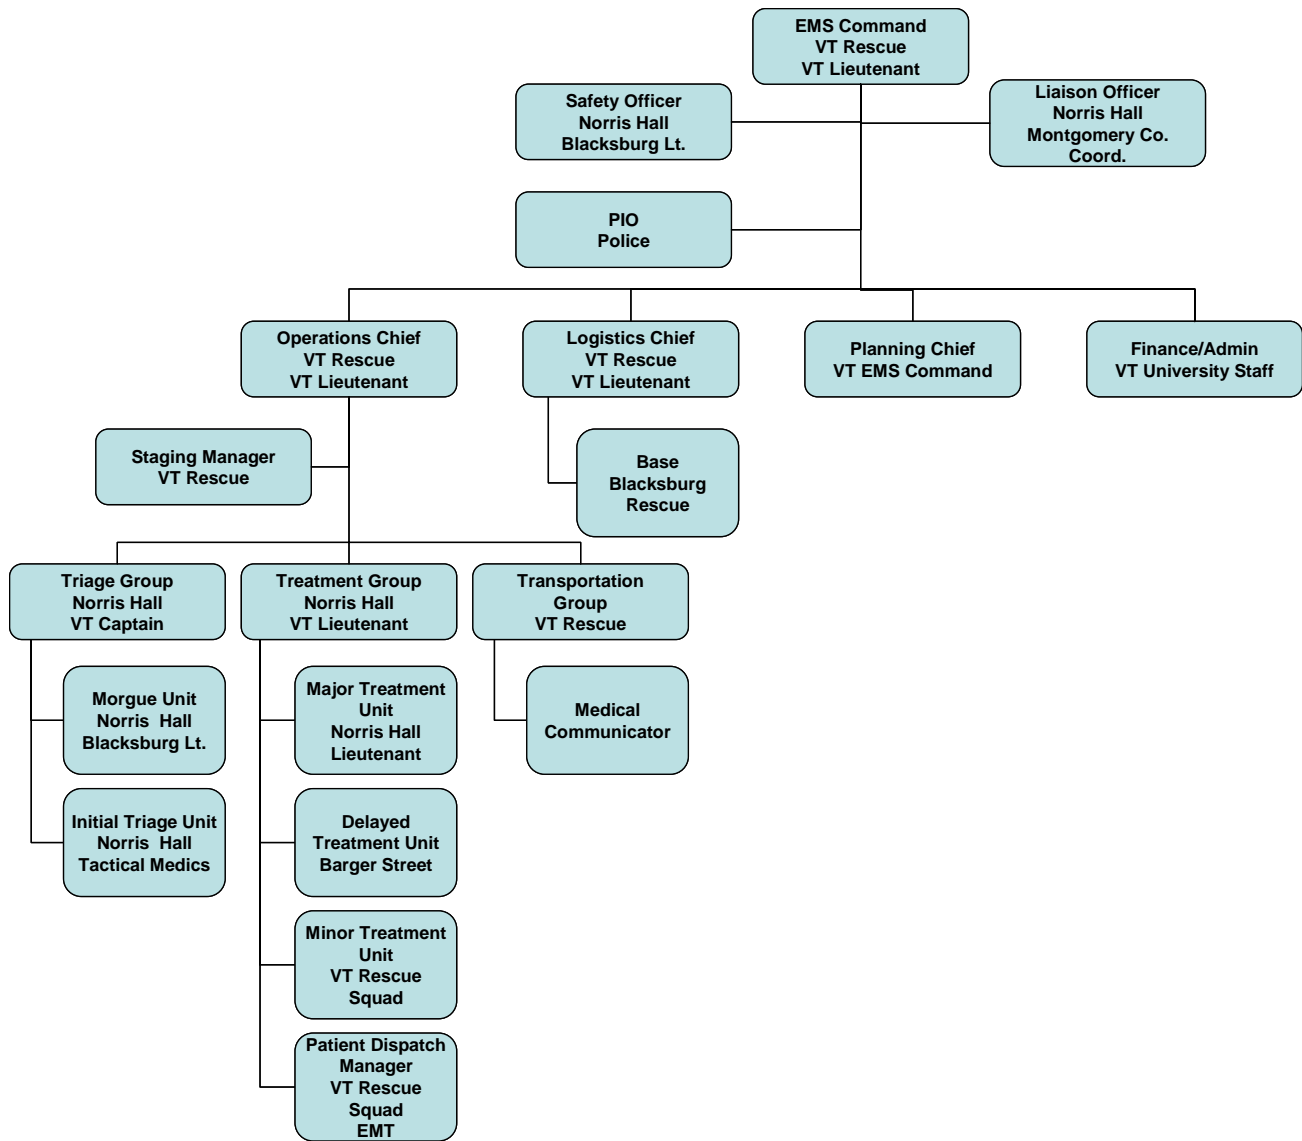 EMS Command
VT Rescue
VT Lieutenant
Safety Officer
Norris Hall
Blacksburg Lt.
Liaison Officer
Norris Hall
Montgomery Co.
Coord.
PIO
Police
Operations Chief
VT Rescue
VT Lieutenant
Logistics Chief
VT Rescue
VT Lieutenant
Planning Chief
VT EMS Command
Finance/Admin
VT University Staff
Staging Manager
VT Rescue
Base
Blacksburg
Rescue
Triage Group
Norris Hall
VT Captain
Treatment Group
Norris Hall
VT Lieutenant
Transportation
Group
VT Rescue
Morgue Unit
Norris Hall
Blacksburg Lt.
Major Treatment
Unit
Norris Hall
Lieutenant
Medical
Communicator
Initial Triage Unit
Norris Hall
Tactical Medics
Delayed
Treatment Unit
Barger Street
Minor Treatment
Unit
VT Rescue
Squad
Patient Dispatch
Manager
VT Rescue
Squad
EMT